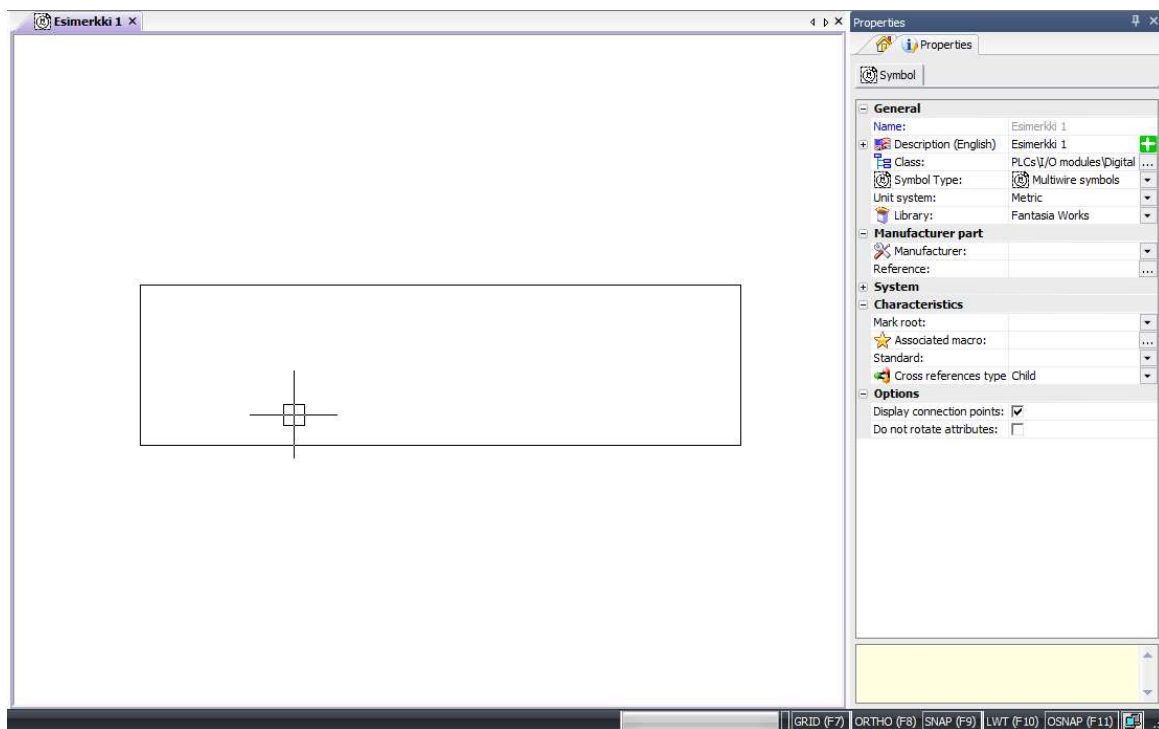 Esimerkki 1
Properties
Properties
Symbol
General
Name: Esimerkki 1
Description (English) Esimerkki 1
Class: PLCs\I/O modules\Digital ...
Symbol Type: Multiwire symbols
Unit system: Metric
Library: Fantasia Works
Manufacturer part
Manufacturer:
Reference: ...
System
Characteristics
Mark root:
Associated macro: ...
Standard:
Cross references type Child
Options
Display connection points:
Do not rotate attributes:
GRID (F7) ORTHO (F8) SNAP (F9) LWT (F10) OSNAP (F11)